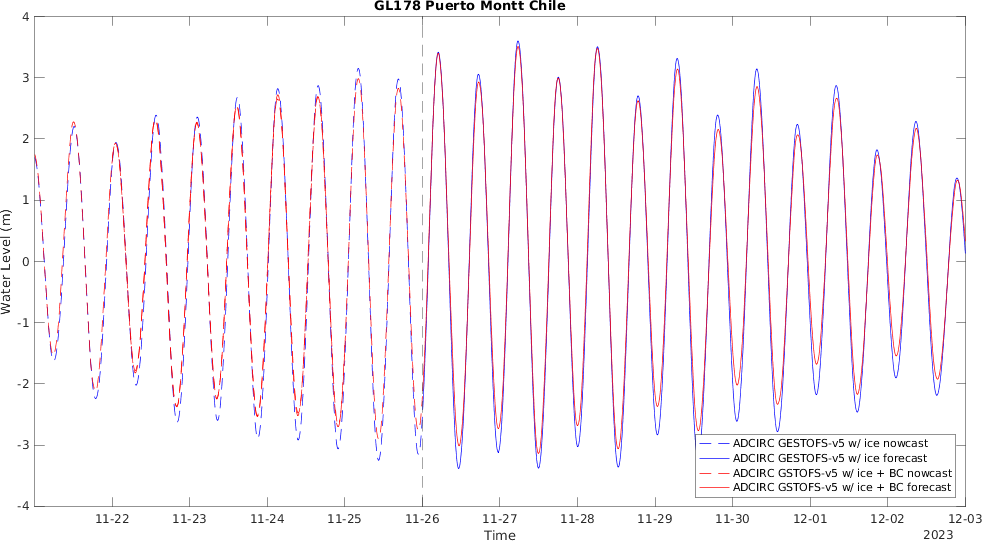 GL178 Puerto Montt Chile
4
3
2
1
0
-1
-2
-3
-4
Water Level (m)
ADCIRC GESTOFS-v5 w/ ice nowcast
ADCIRC GESTOFS-v5 w/ ice forecast
ADCIRC GSTOFS-v5 w/ ice + BC nowcast
ADCIRC GSTOFS-v5 w/ ice + BC forecast
11-22 11-23 11-24 11-25 11-26 11-27 11-28 11-29 11-30 12-01 12-02 12-03
Time 2023